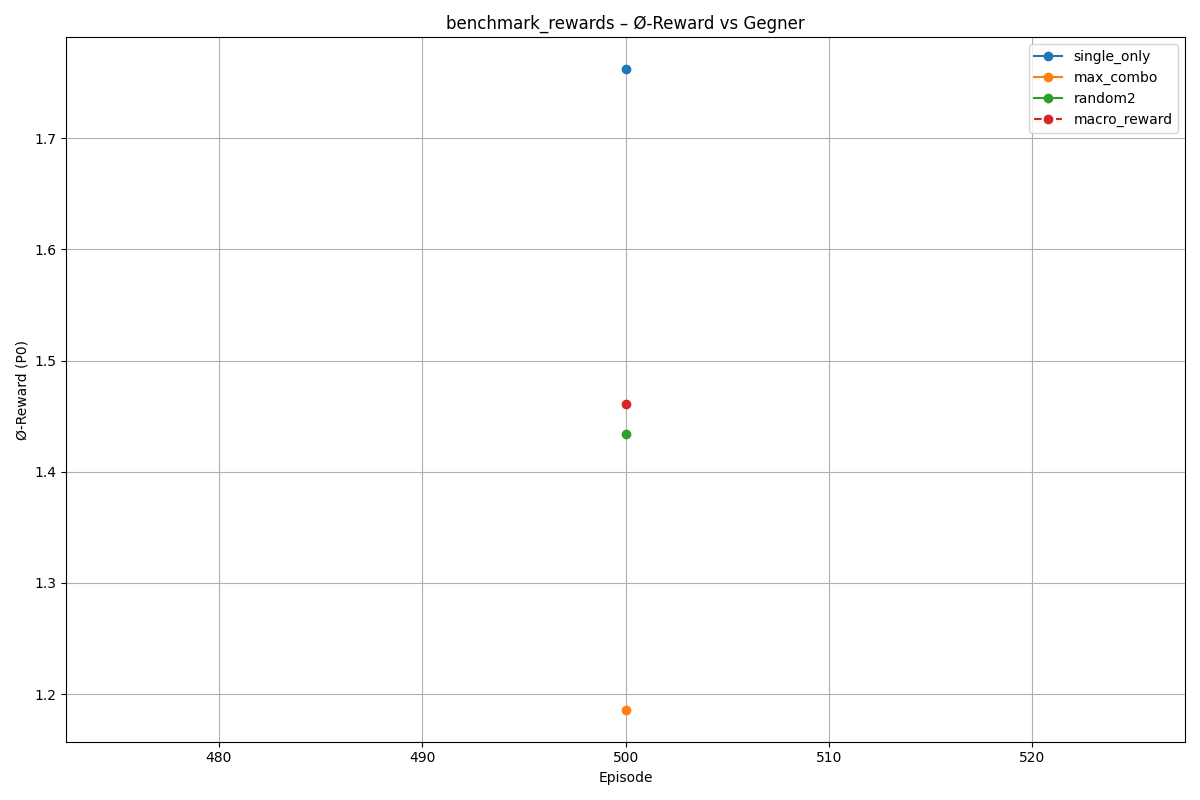 benchmark_rewards – Ø-Reward vs Gegner
single_only
max_combo
random2
macro_reward
Ø-Reward (P0)
1.7
1.6
1.5
1.4
1.3
1.2
480 490 500 510 520
Episode